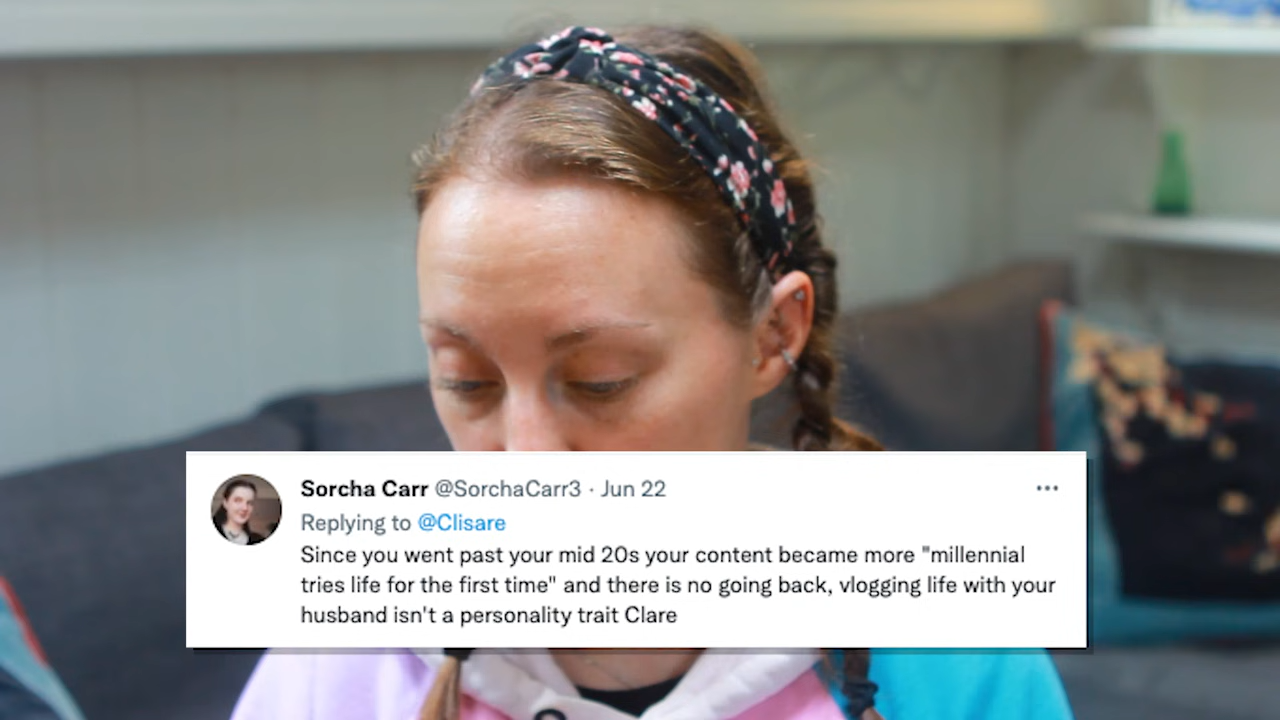 Sorcha Carr @SorchaCarr3 · Jun 22
Replying to @Clisare
Since you went past your mid 20s your content became more "millennial
tries life for the first time" and there is no going back, vlogging life with your
husband isn't a personality trait Clare